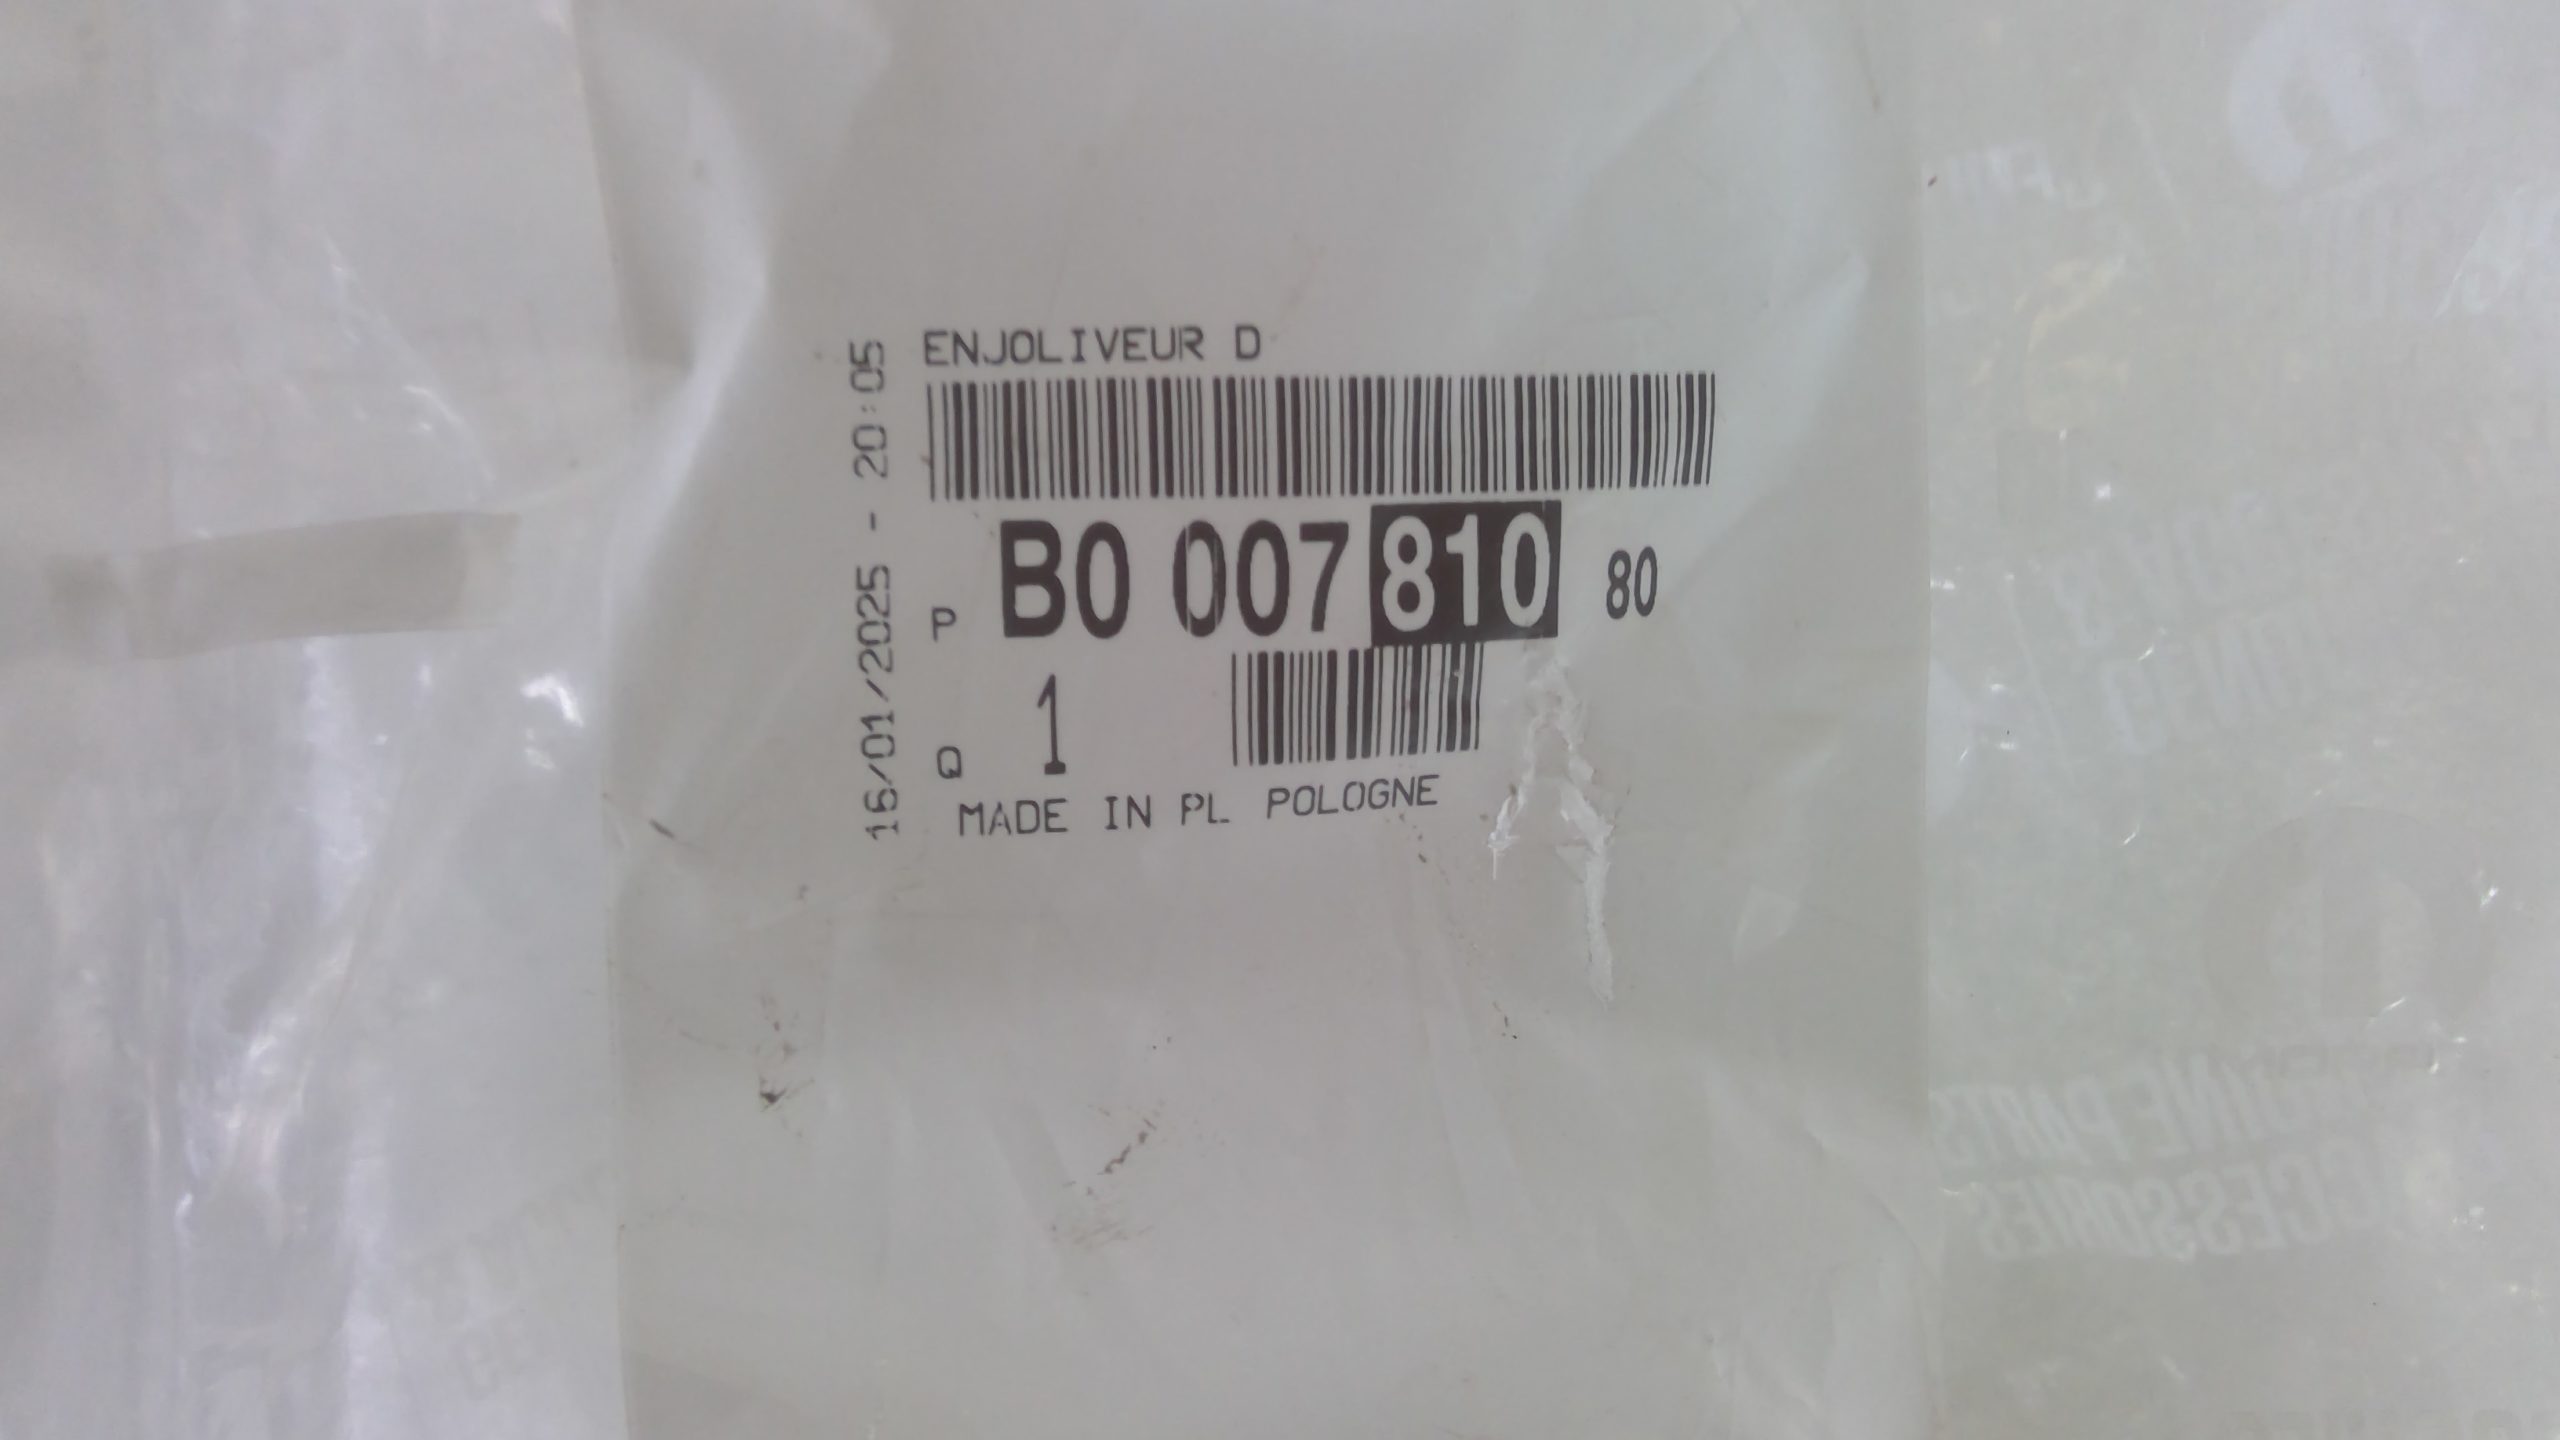 ENJOLIVEUR D
16/01/2025 - 20:05
P B0 007 810 80
Q 1
MADE IN PL POLOGNE